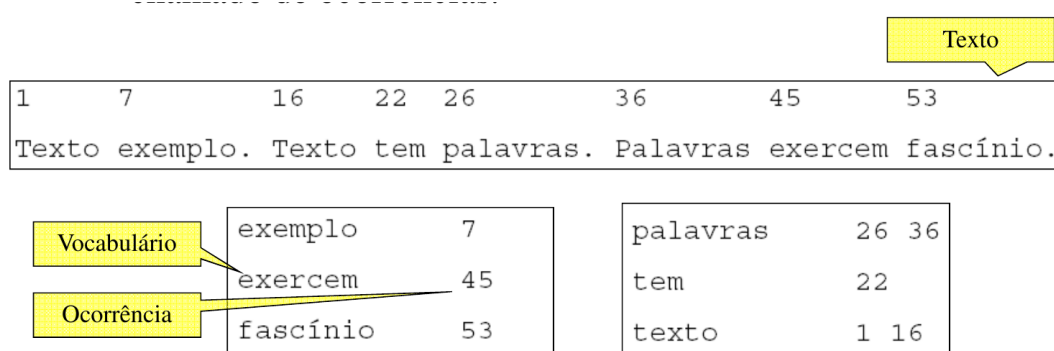 Texto
1 7 16 22 26 36 45 53
Texto exemplo. Texto tem palavras. Palavras exercem fascínio.
Vocabulário
Ocorrência
exemplo 7
exercem 45
fascínio 53
palavras 26 36
tem 22
texto 1 16